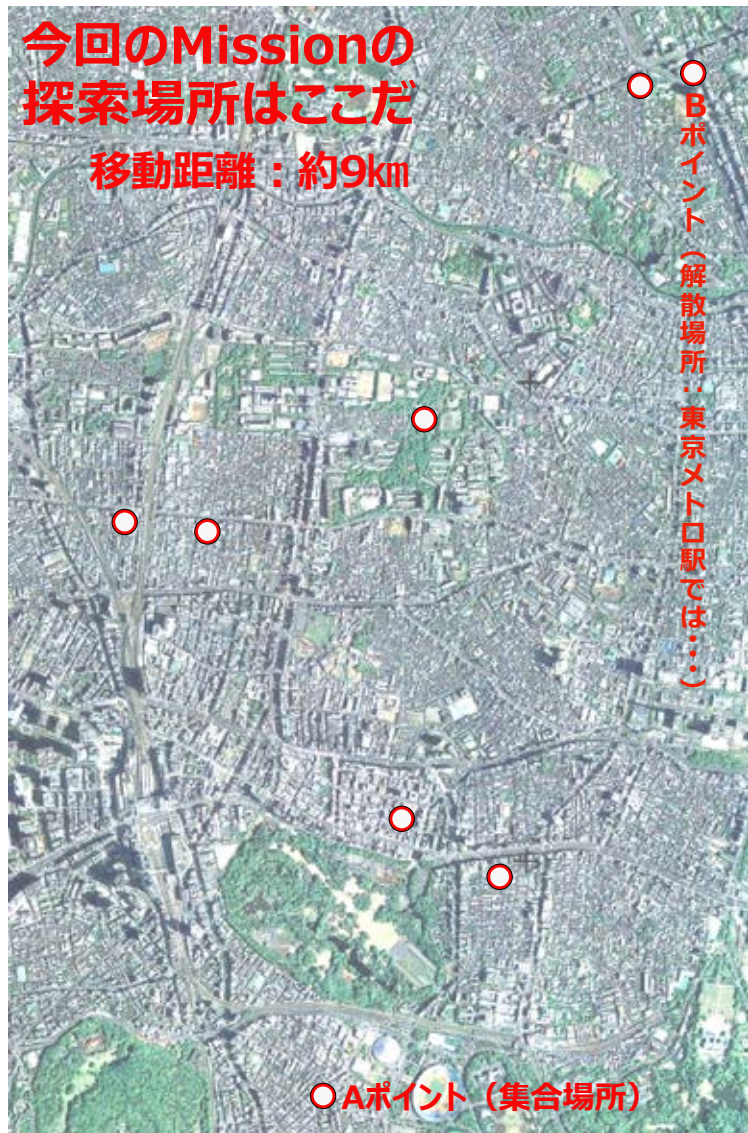 今回のMissionの
探索場所はここだ
移動距離：約9㎞
Bポイント（解散場所：東京メトロ駅では・・・）
Aポイント（集合場所）